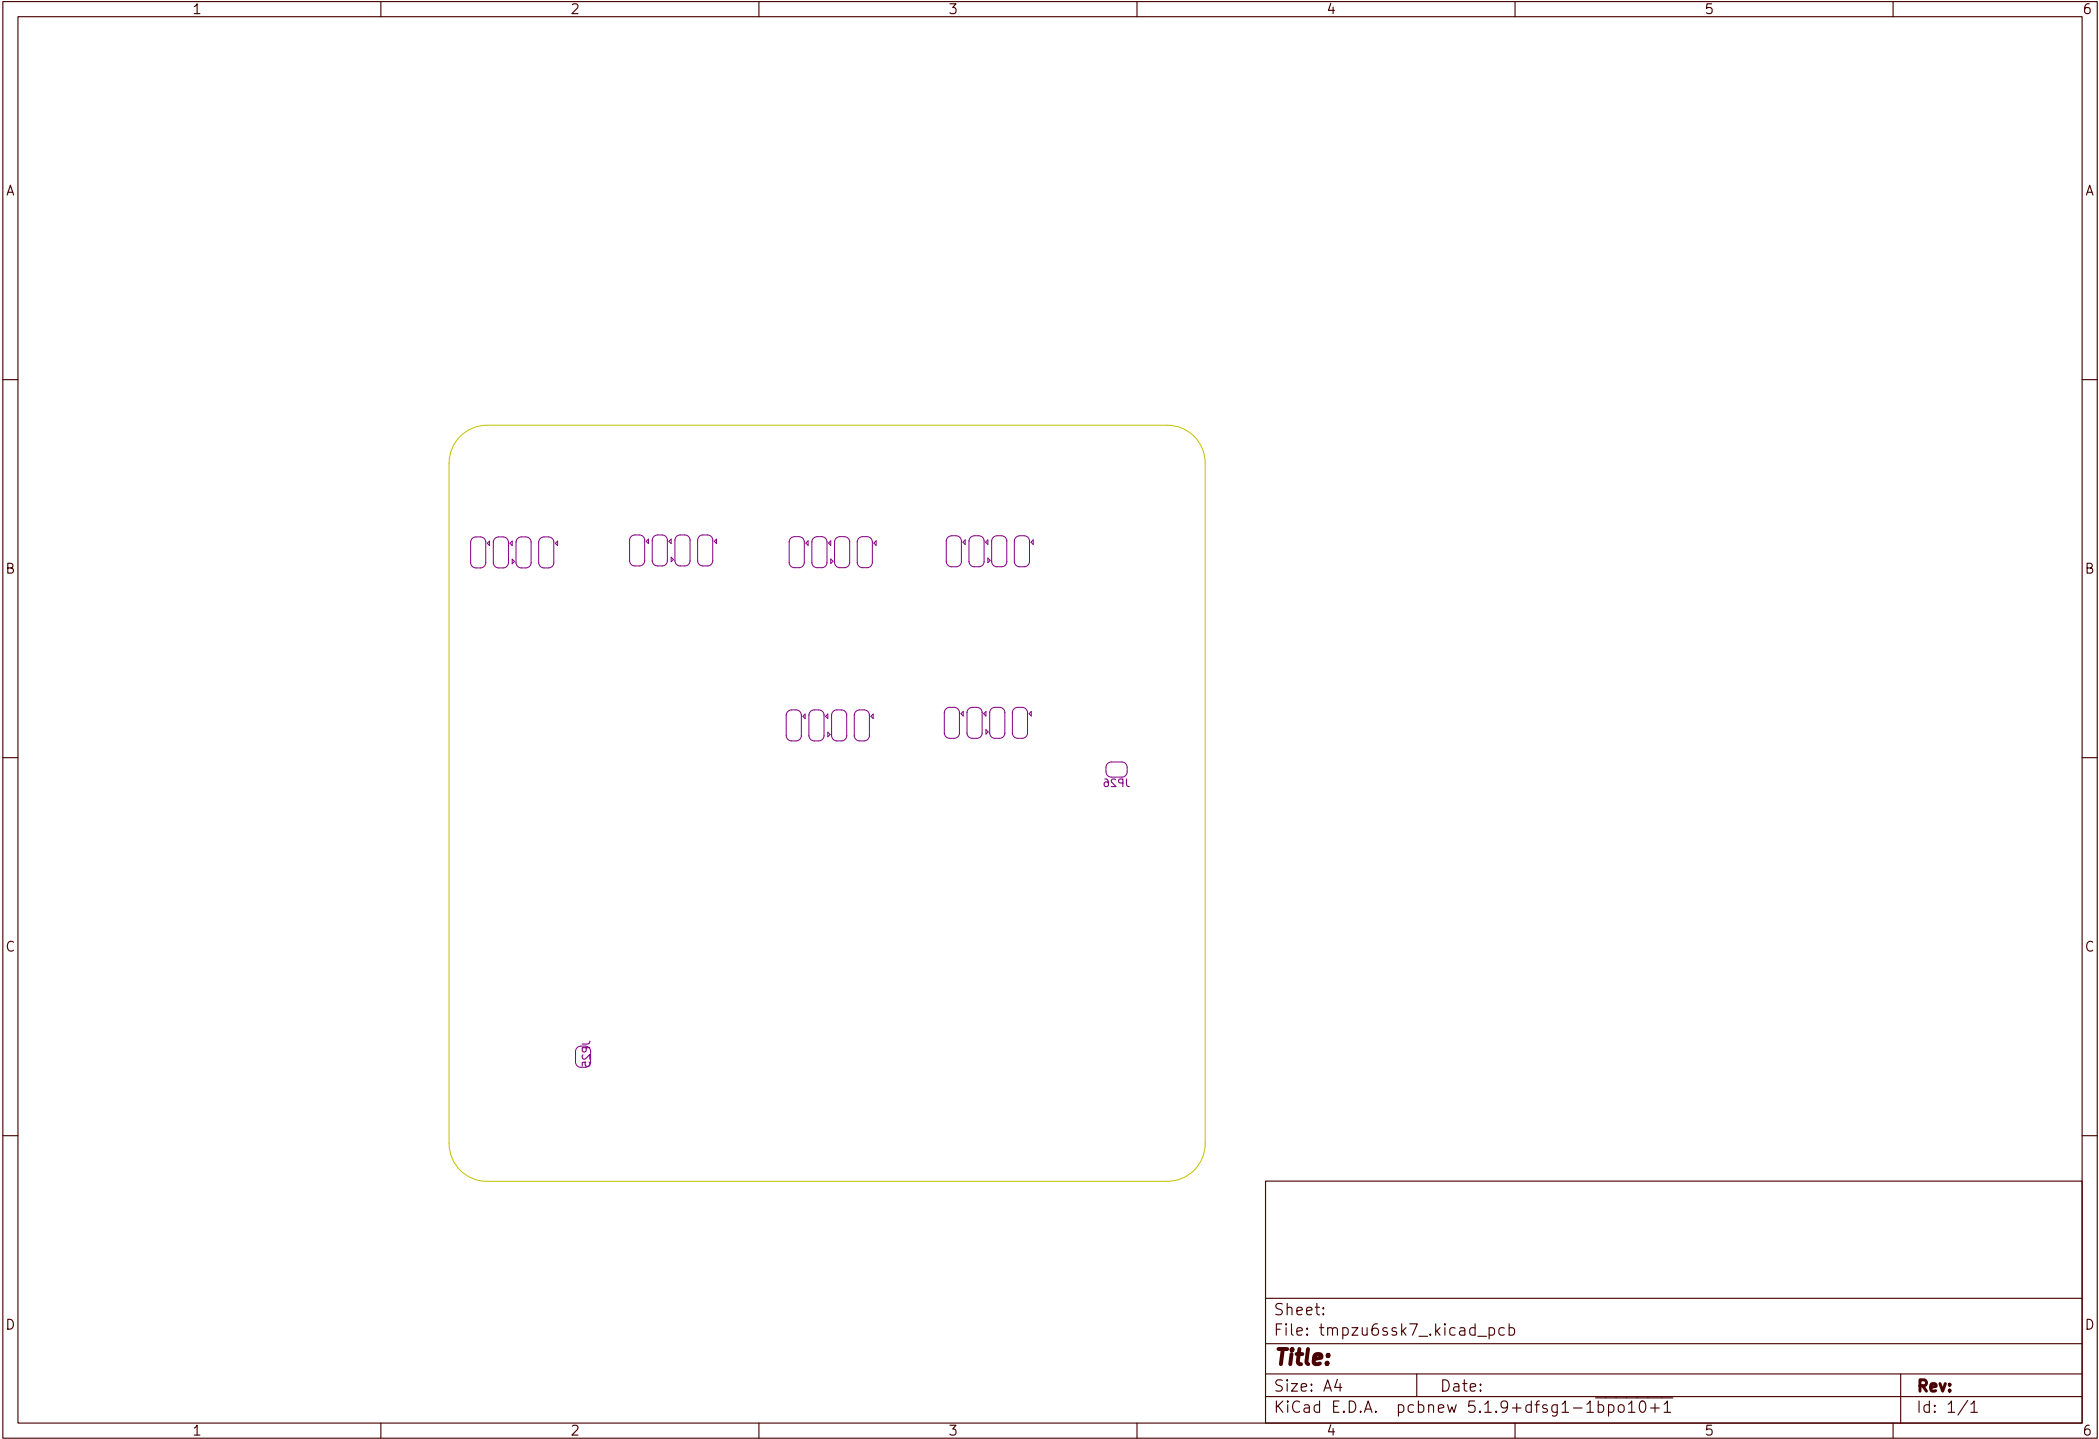 1 2 3 4 5 6
A A
B B
JP26
C C
JP25
Sheet:
File: tmpzu6ssk7_.kicad_pcb
D D
Title:
Size: A4 Date: Rev:
KiCad E.D.A. pcbnew 5.1.9+dfsg1-1bpo10+1 Id: 1/1
1 2 3 4 5 6